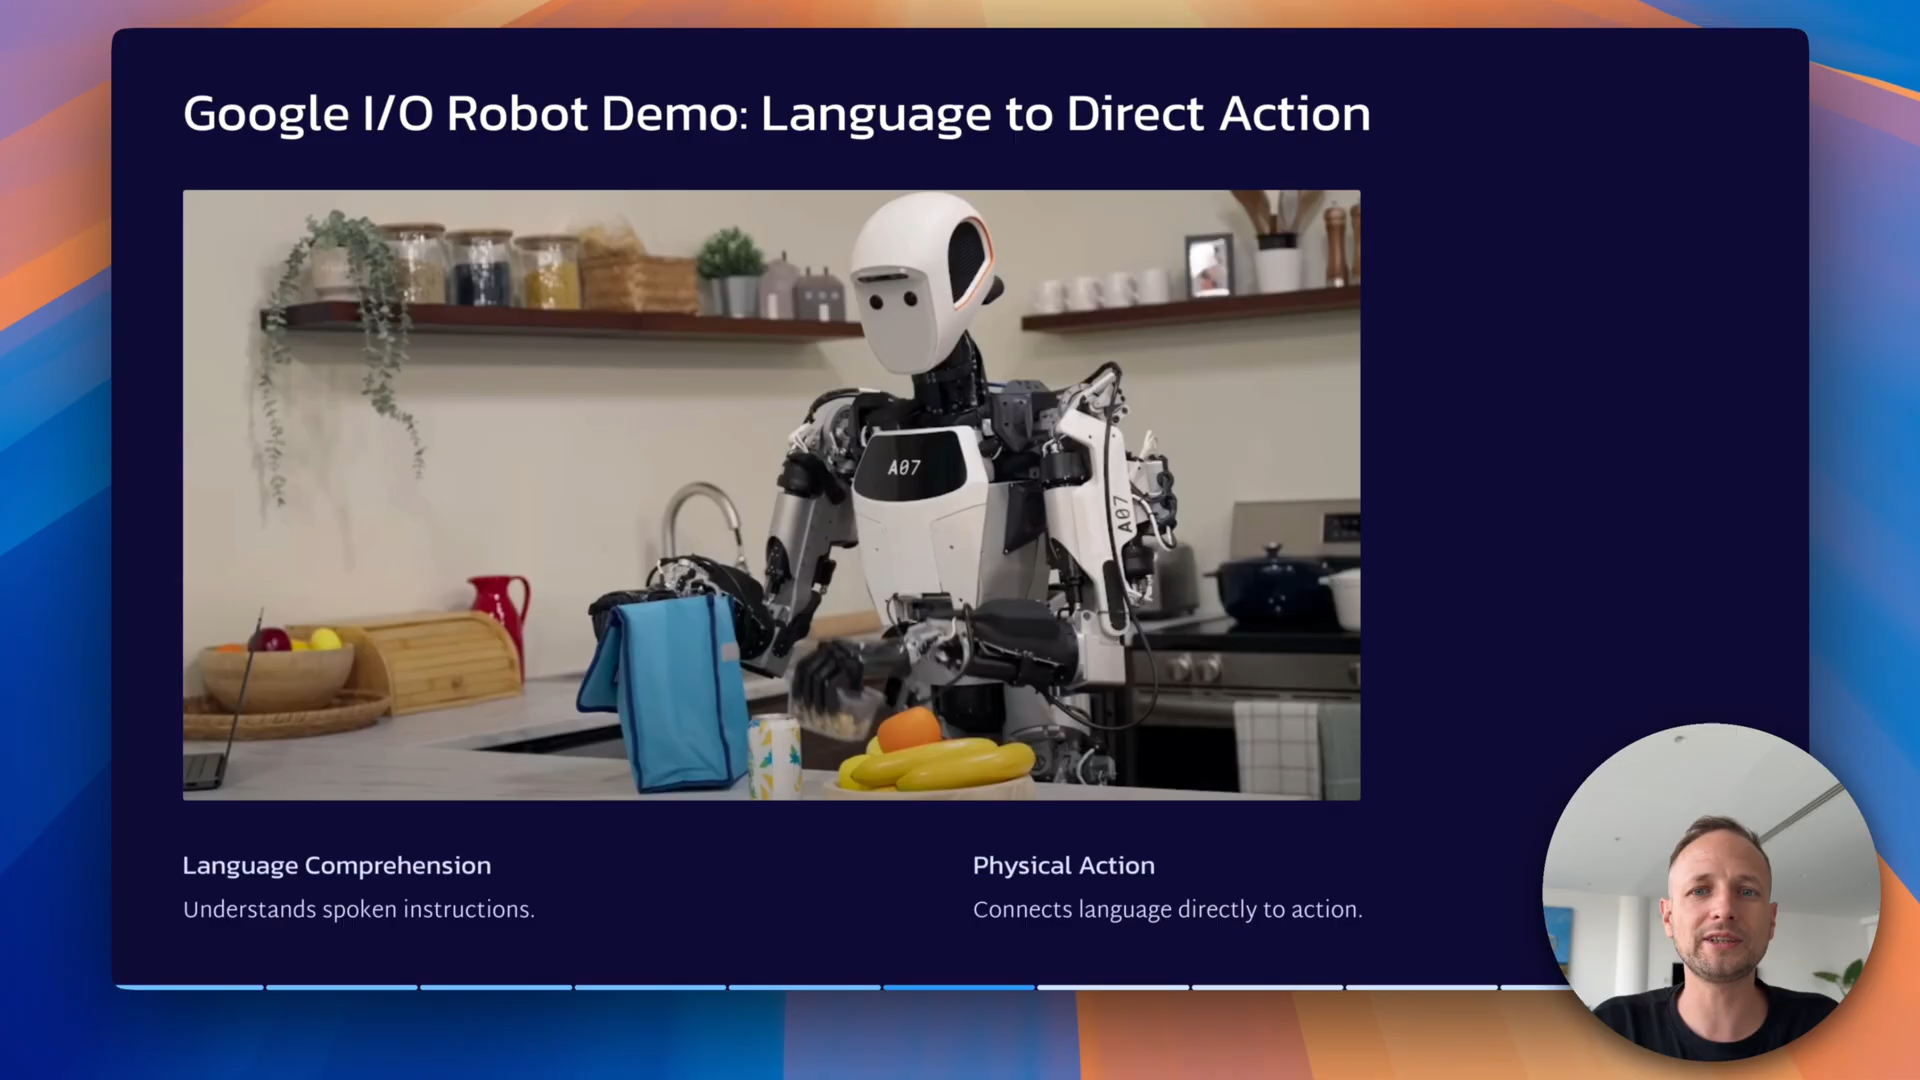 Google I/O Robot Demo: Language to Direct Action
A07
A07
Language Comprehension
Understands spoken instructions.
Physical Action
Connects language directly to action.